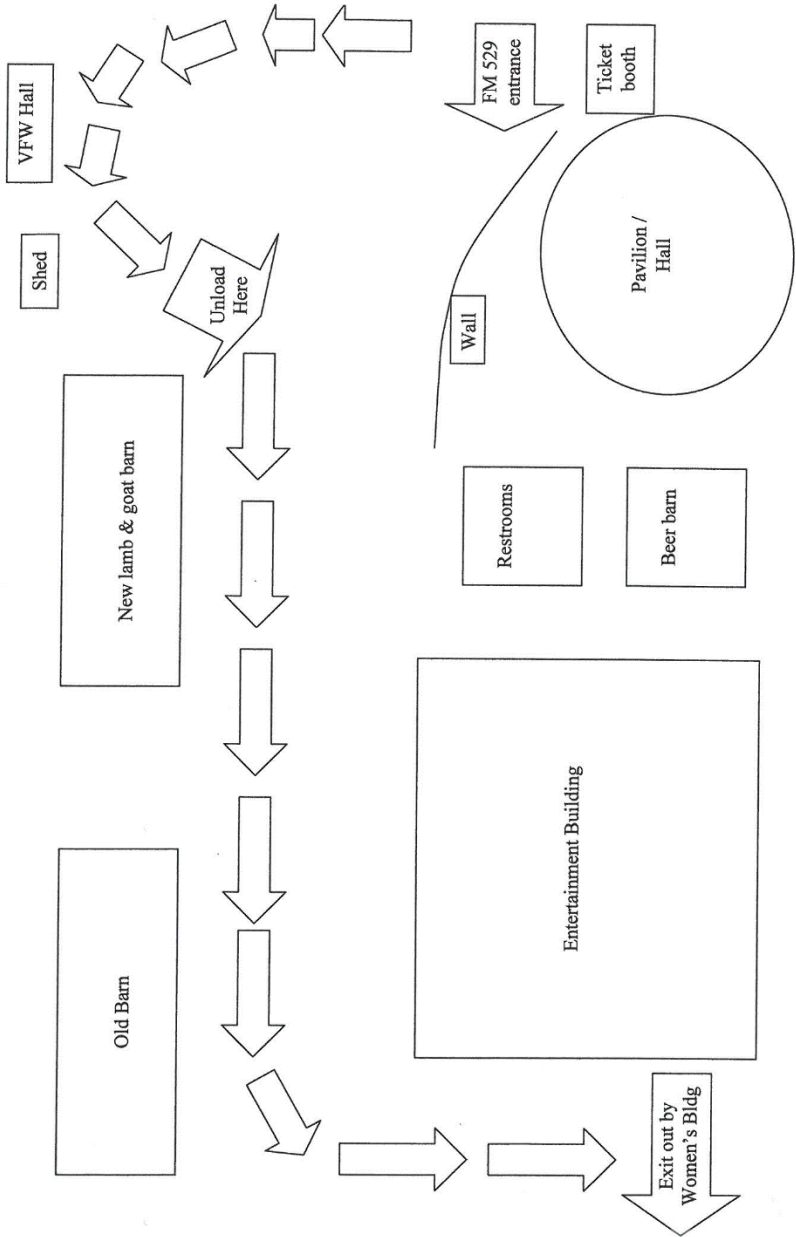 VFW Hall
Shed
New lamb & goat barn
Old Barn
Unload
Here
FM 529
entrance
Ticket
booth
Wall
Pavilion /
Hall
Restrooms
Beer barn
Entertainment Building
Exit out by
Women's Bldg